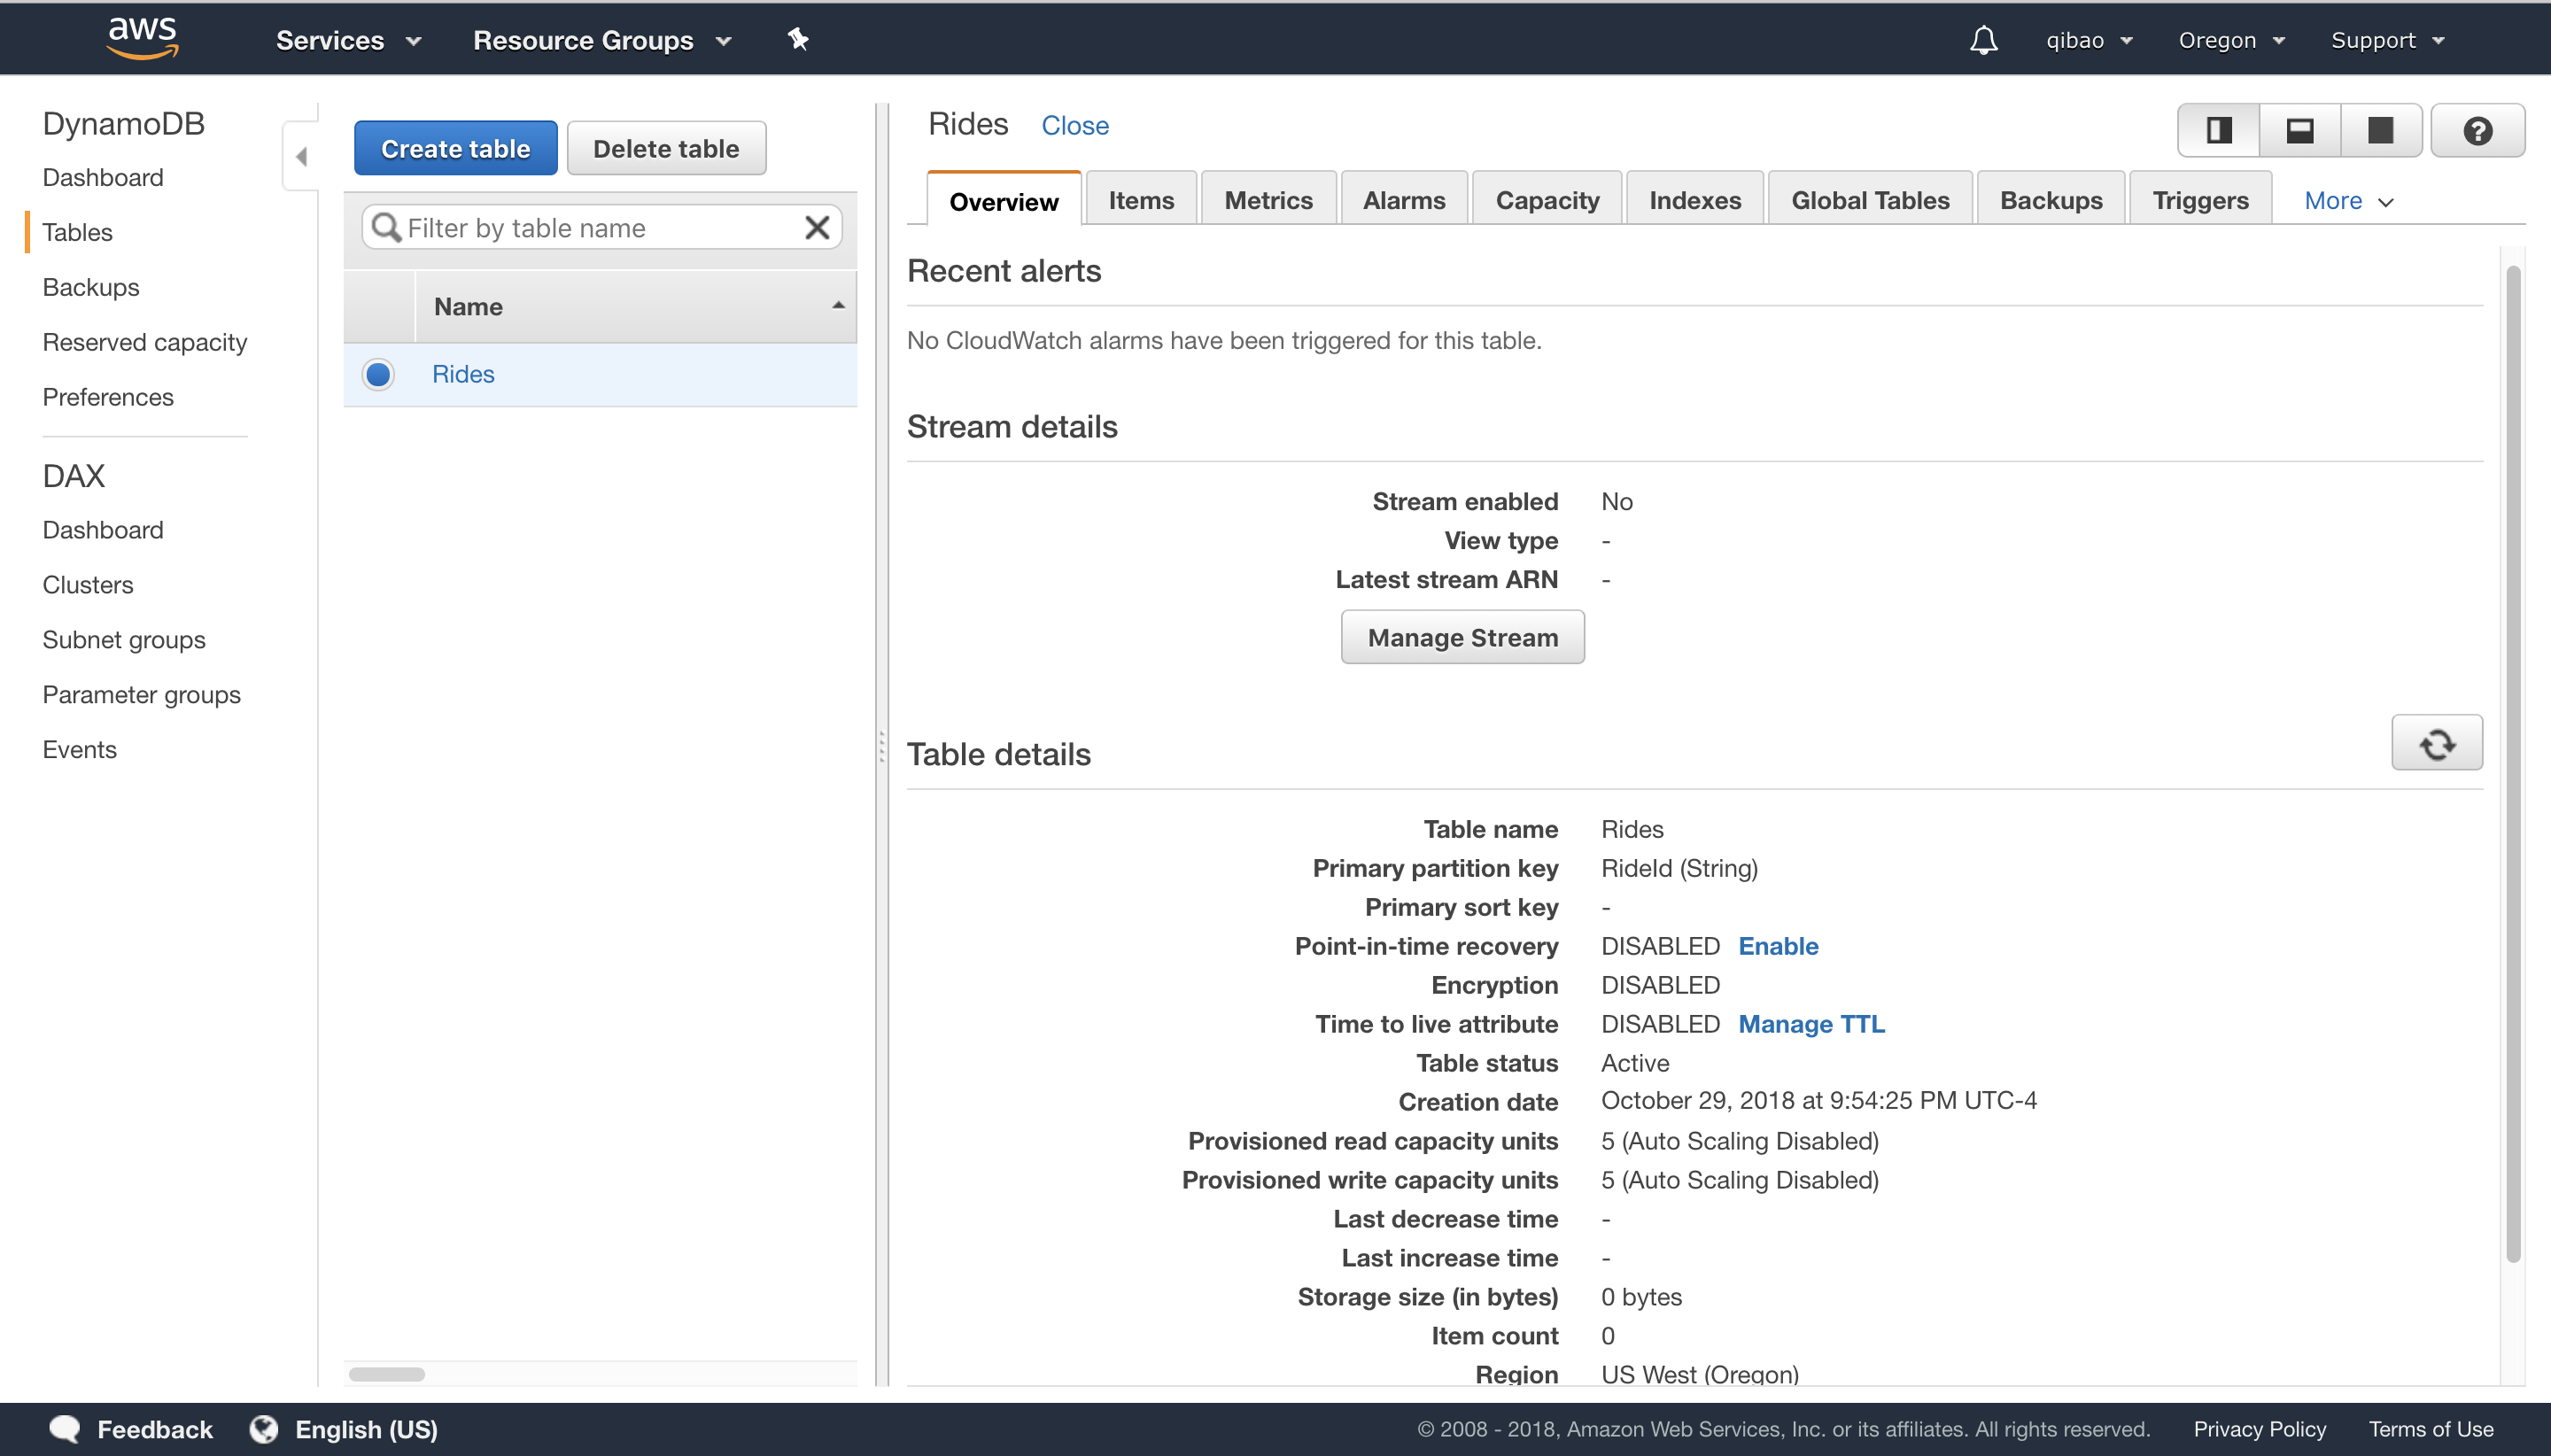 aws Services Resource Groups qibao Oregon Support
DynamoDB
Dashboard
Tables
Backups
Reserved capacity
Preferences
DAX
Dashboard
Clusters
Subnet groups
Parameter groups
Events
Create table Delete table
Filter by table name
Name
Rides
Rides Close
Overview Items Metrics Alarms Capacity Indexes Global Tables Backups Triggers More
Recent alerts
No CloudWatch alarms have been triggered for this table.
Stream details
Stream enabled No
View type -
Latest stream ARN -
Manage Stream
Table details
Table name Rides
Primary partition key RideId (String)
Primary sort key -
Point-in-time recovery DISABLED Enable
Encryption DISABLED
Time to live attribute DISABLED Manage TTL
Table status Active
Creation date October 29, 2018 at 9:54:25 PM UTC-4
Provisioned read capacity units 5 (Auto Scaling Disabled)
Provisioned write capacity units 5 (Auto Scaling Disabled)
Last decrease time -
Last increase time -
Storage size (in bytes) 0 bytes
Item count 0
Region US West (Oregon)
Feedback English (US) © 2008 - 2018, Amazon Web Services, Inc. or its affiliates. All rights reserved. Privacy Policy Terms of Use